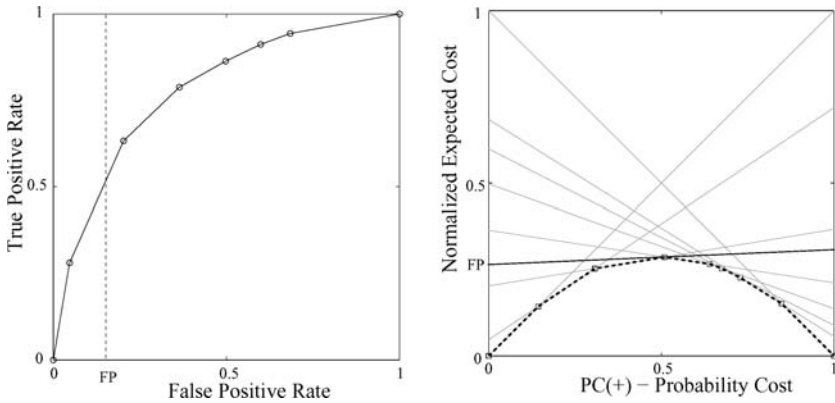 1
True Positive Rate
0.5
0
0
FP
0.5
1
False Positive Rate
1
Normalized Expected Cost
0.5
FP
0
0
0.5
1
PC(+) − Probability Cost